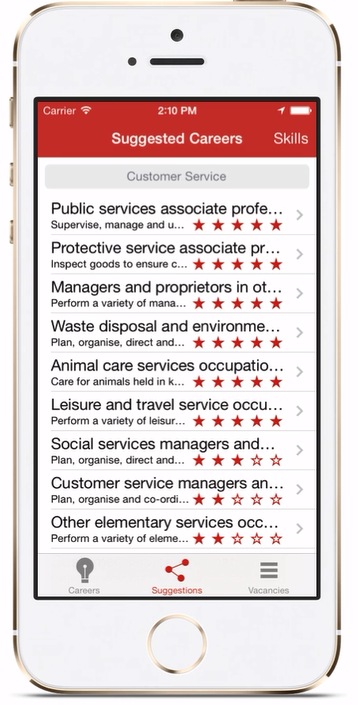 Carrier 2:10 PM
Suggested Careers Skills
Customer Service
Public services associate profe...
Supervise, manage and u...
Protective service associate pr...
Inspect goods to ensure c...
Managers and proprietors in ot...
Perform a variety of mana...
Waste disposal and environme...
Plan, organise, direct and...
Animal care services occupatio...
Care for animals held in k...
Leisure and travel service occu...
Perform a variety of leisur...
Social services managers and...
Plan, organise, direct and...
Customer service managers an...
Plan, organise and co-ordi...
Other elementary services occ...
Perform a variety of eleme...
Careers Suggestions Vacancies